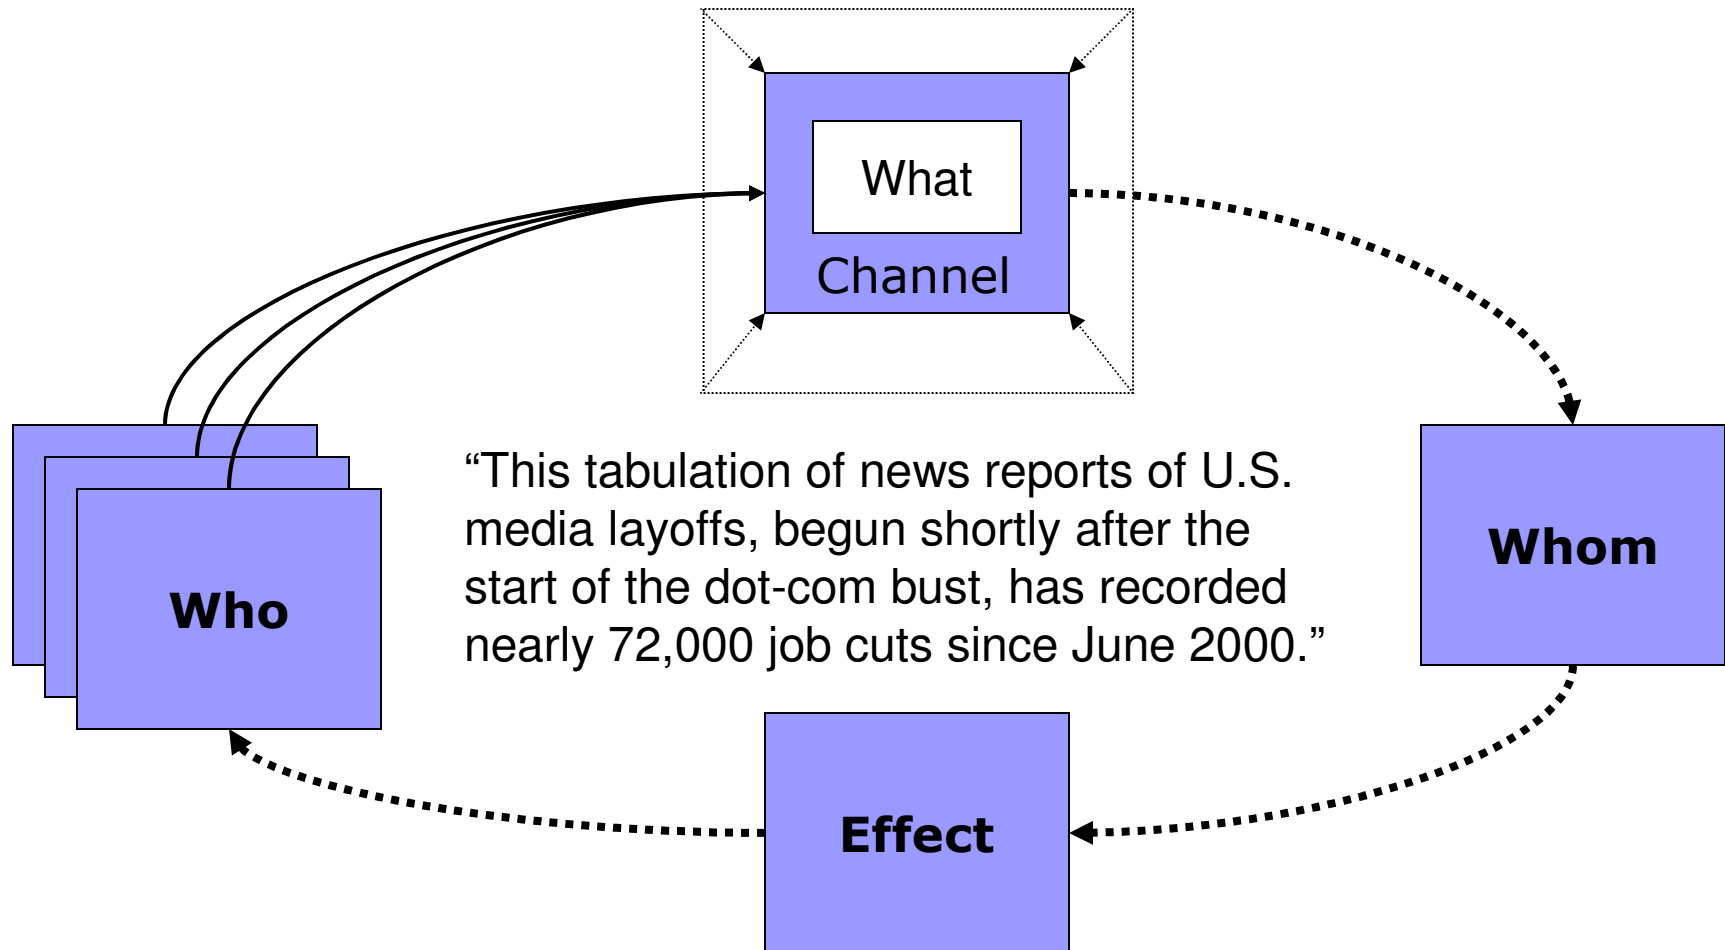 What
Channel
“This tabulation of news reports of U.S.
media layoffs, begun shortly after the
start of the dot-com bust, has recorded
nearly 72,000 job cuts since June 2000.”
Whom
Who
Effect